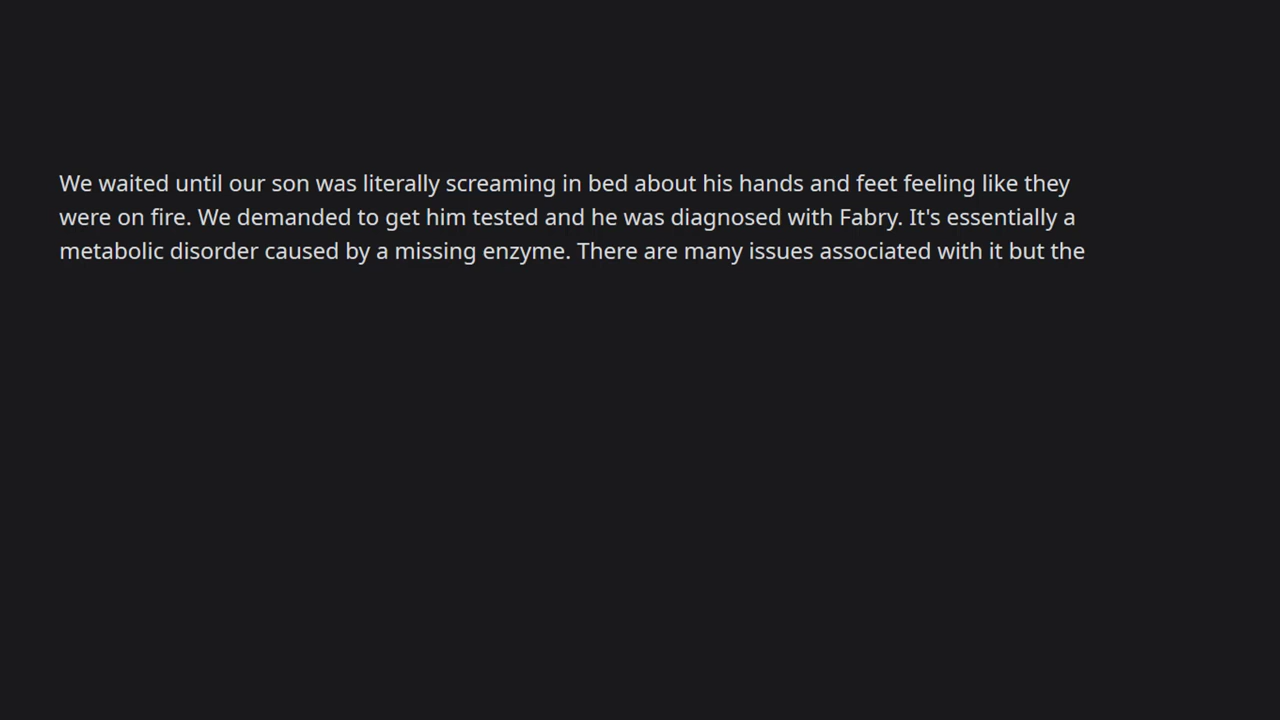 We waited until our son was literally screaming in bed about his hands and feet feeling like they
were on fire. We demanded to get him tested and he was diagnosed with Fabry. It's essentially a
metabolic disorder caused by a missing enzyme. There are many issues associated with it but the